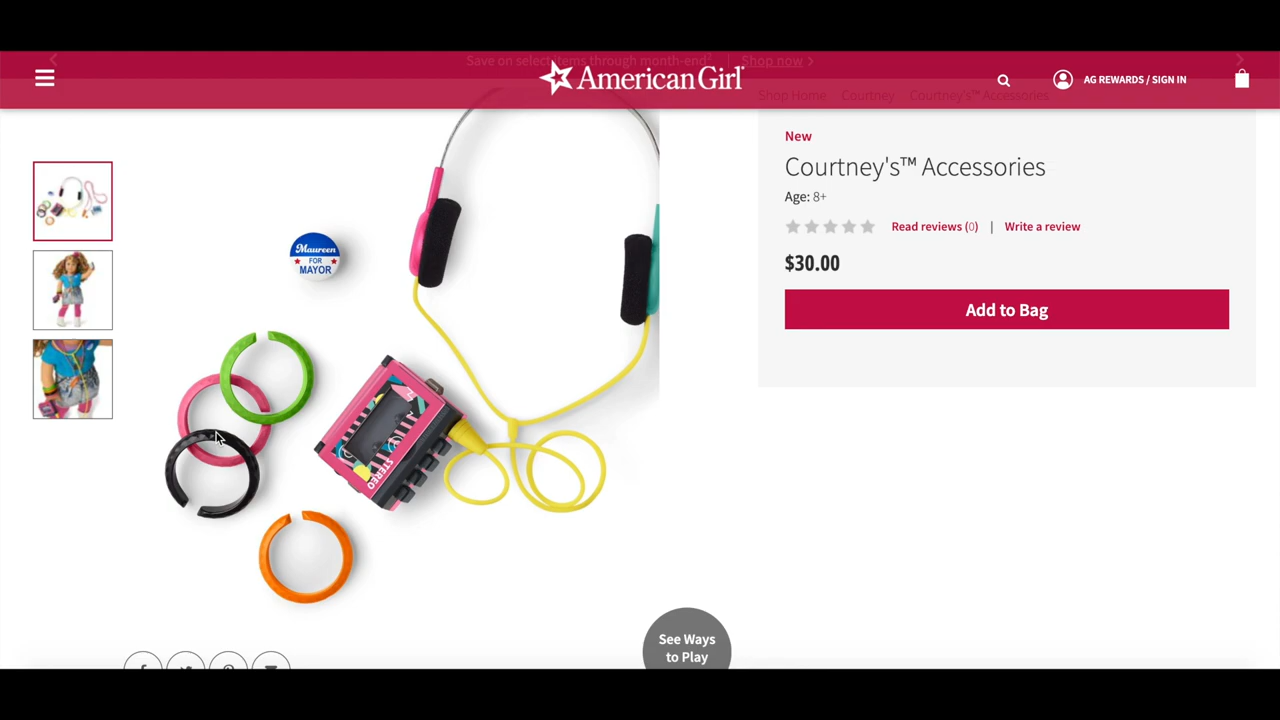 Save on select items through month-end* | Shop now >
American Girl
AG REWARDS / SIGN IN
Shop Home Courtney Courtney's™ Accessories
New
Courtney's™ Accessories
Age: 8+
Read reviews (0) | Write a review
$30.00
Add to Bag
Maureen
FOR
MAYOR
STEREO
See Ways
to Play